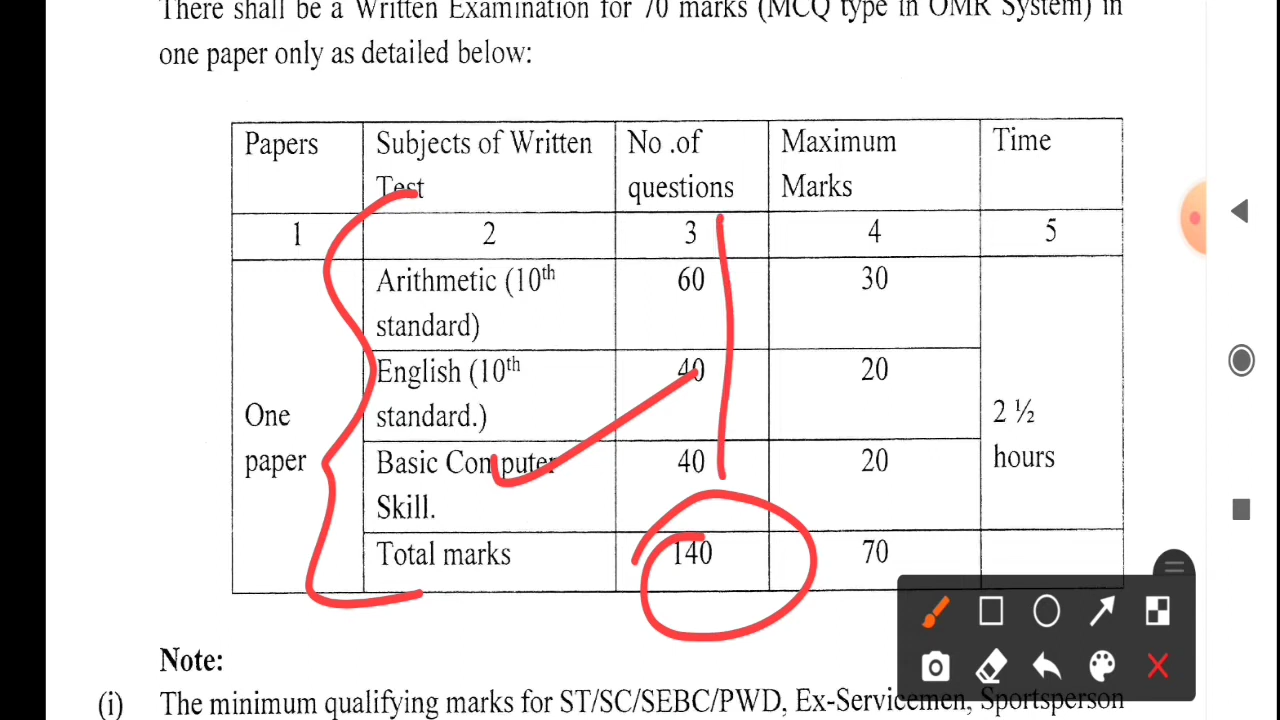 There shall be a Written Examination for 70 marks (MCQ type in OMR System) in
one paper only as detailed below:
Papers Subjects of Written Test No .of questions Maximum Marks Time
1 2 3 4 5
One paper Arithmetic (10th standard) 60 30 2 ½ hours
English (10th standard.) 40 20
Basic Computer Skill. 40 20
Total marks 140 70
Note:
(i) The minimum qualifying marks for ST/SC/SEBC/PWD, Ex-Servicemen, Sportsperson